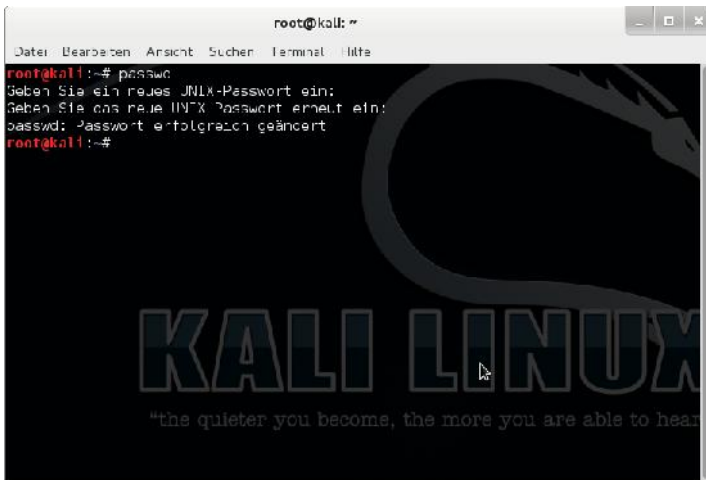 root@kali: ~
Datei Bearbeiten Ansicht Suchen Terminal Hilfe
root@kali:~# passwd
Geben Sie ein neues UNIX-Passwort ein:
Geben Sie das neue UNIX-Passwort erneut ein:
passwd: Passwort erfolgreich geändert
root@kali:~#
KALI LINUX
"the quieter you become, the more you are able to hear